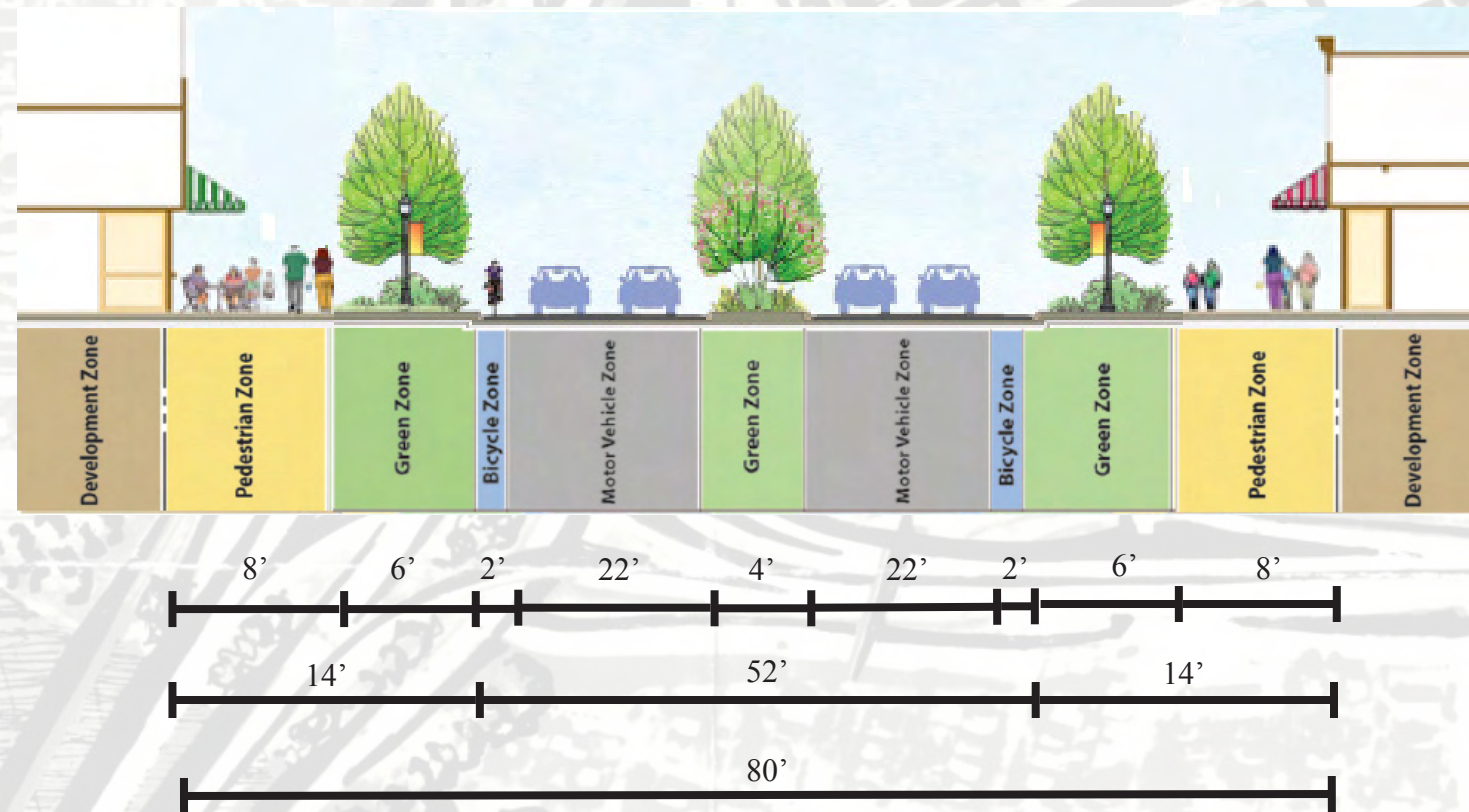 Development Zone
Pedestrian Zone
Green Zone
Bicycle Zone
Motor Vehicle Zone
Green Zone
Motor Vehicle Zone
Bicycle Zone
Green Zone
Pedestrian Zone
Development Zone
8’ 6’ 2’ 22’ 4’ 22’ 2’ 6’ 8’
14’ 52’ 14’
80’